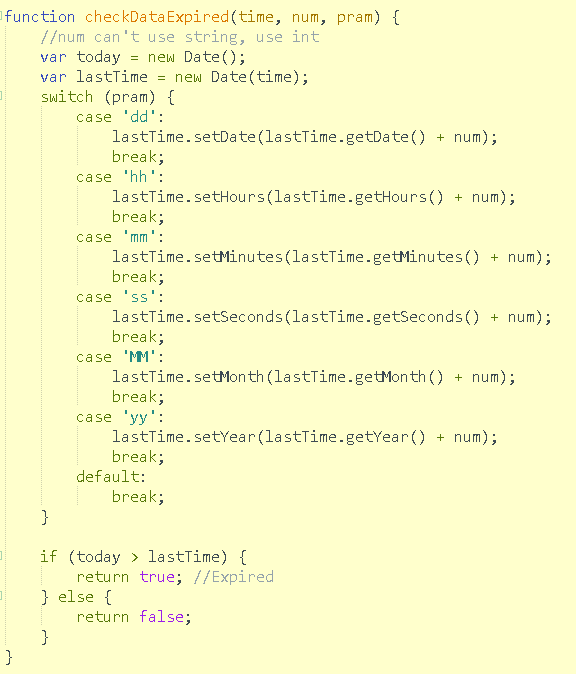 function checkDataExpired(time, num, pram) {
    //num can't use string, use int
    var today = new Date();
    var lastTime = new Date(time);
    switch (pram) {
        case 'dd':
            lastTime.setDate(lastTime.getDate() + num);
            break;
        case 'hh':
            lastTime.setHours(lastTime.getHours() + num);
            break;
        case 'mm':
            lastTime.setMinutes(lastTime.getMinutes() + num);
            break;
        case 'ss':
            lastTime.setSeconds(lastTime.getSeconds() + num);
            break;
        case 'MM':
            lastTime.setMonth(lastTime.getMonth() + num);
            break;
        case 'yy':
            lastTime.setYear(lastTime.getYear() + num);
            break;
        default:
            break;
    }

    if (today > lastTime) {
        return true; //Expired
    } else {
        return false;
    }
}